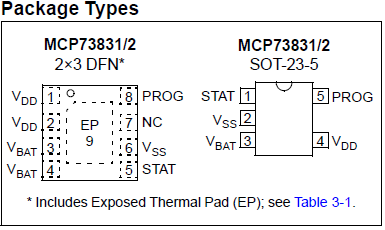 Package Types
MCP73831/2
2×3 DFN*
VDD 1
8 PROG
VDD 2
7 NC
VBAT 3
6 VSS
VBAT 4
5 STAT
EP
9
MCP73831/2
SOT-23-5
STAT 1
5 PROG
VSS 2
VBAT 3
4 VDD
* Includes Exposed Thermal Pad (EP); see Table 3-1.